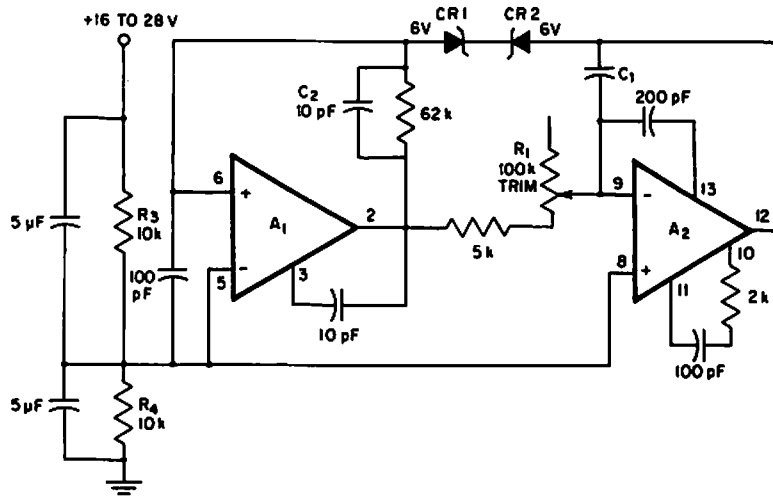 +16 TO 28 V
6V
CR1
CR2
6V
C2
10 pF
62 k
C1
200 pF
R1
100k
TRIM
5 µF
R3
10k
100
pF
6
+
A1
2
5
-
3
10 pF
5 k
9
-
13
A2
12
8
+
10
11
2 k
100 pF
5 µF
R4
10k